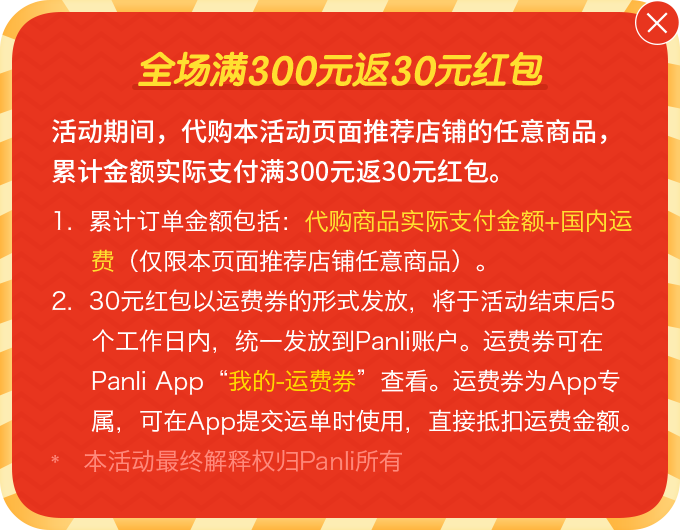 全场满300元返30元红包
活动期间，代购本活动页面推荐店铺的任意商品，
累计金额实际支付满300元返30元红包。
1. 累计订单金额包括：代购商品实际支付金额+国内运
费（仅限本页面推荐店铺任意商品）。
2. 30元红包以运费券的形式发放，将于活动结束后5
个工作日内，统一发放到Panli账户。运费券可在
Panli App“我的-运费券”查看。运费券为App专
属，可在App提交运单时使用，直接抵扣运费金额。
* 本活动最终解释权归Panli所有